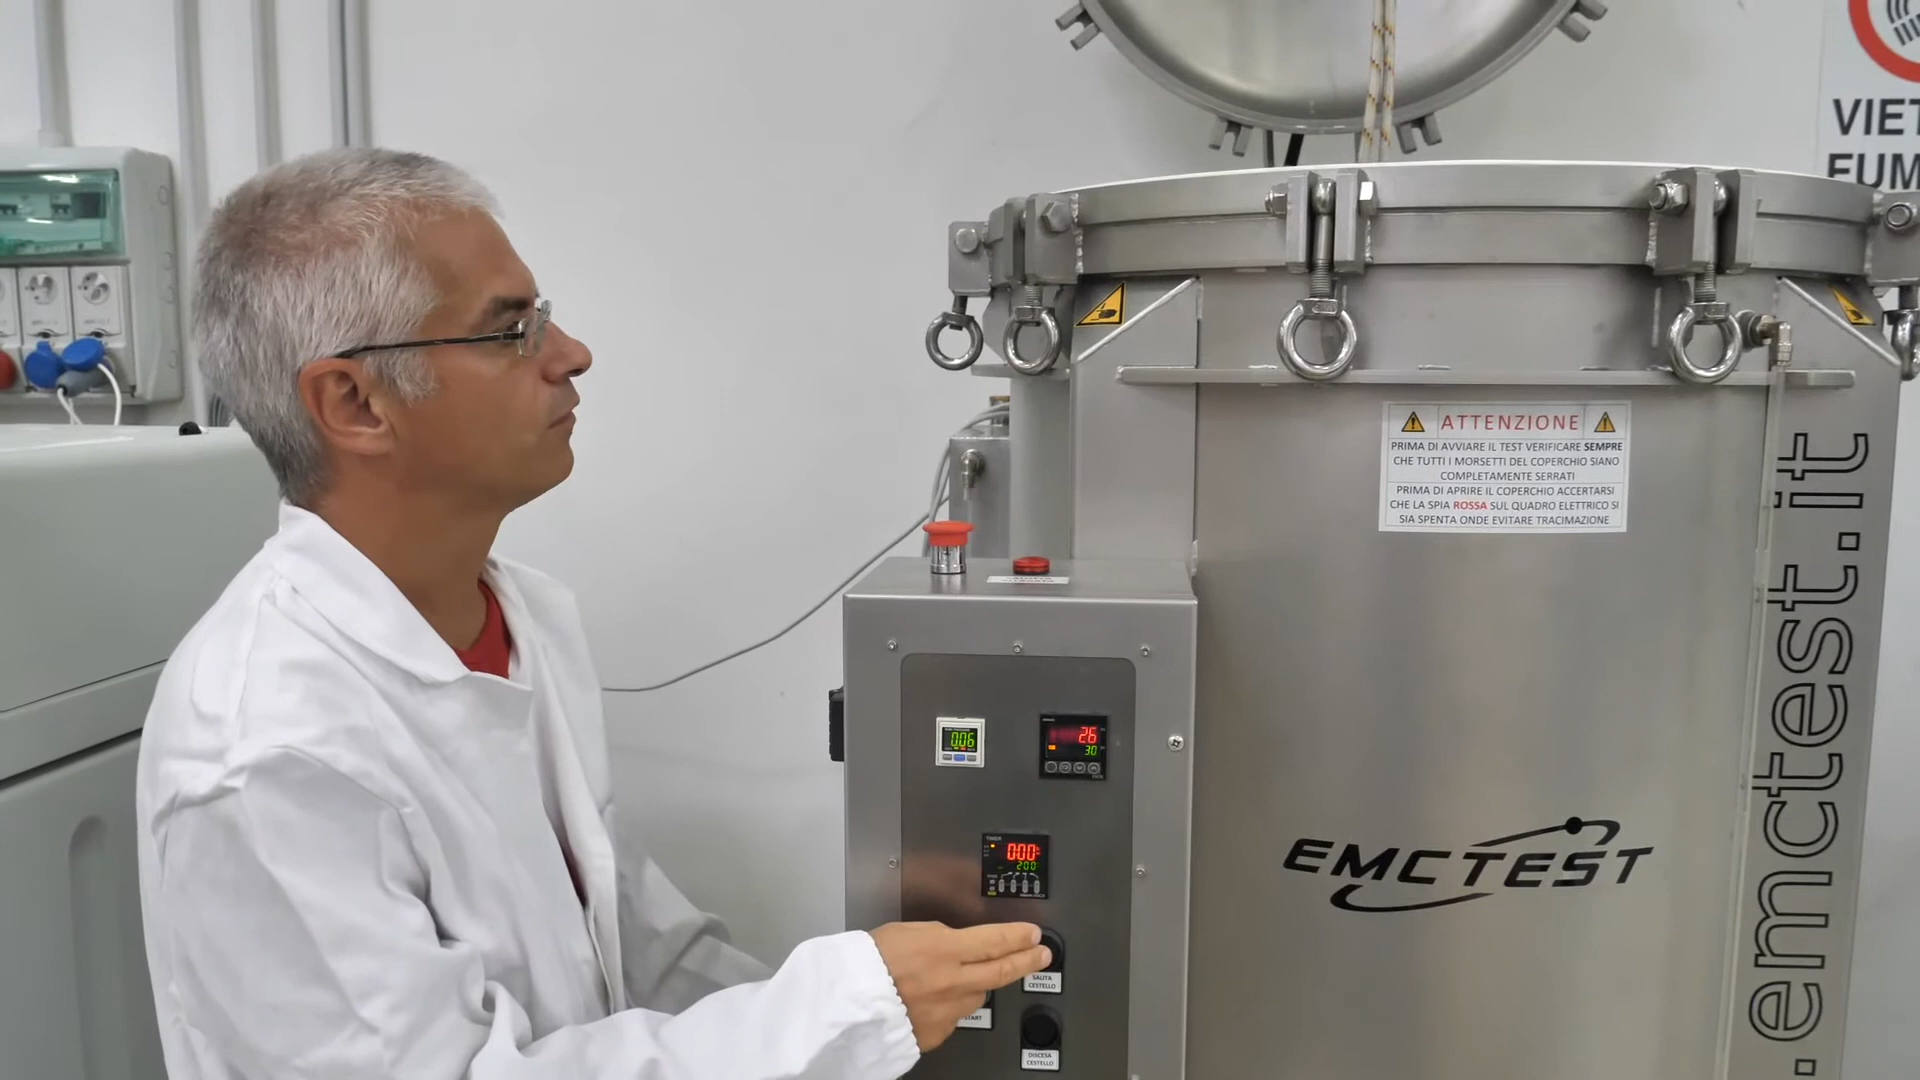 VIET
FUM
ATTENZIONE
PRIMA DI AVVIARE IL TEST VERIFICARE SEMPRE
CHE TUTTI I MORSETTI DEL COPERCHIO SIANO
COMPLETAMENTE SERRATI
PRIMA DI APRIRE IL COPERCHIO ACCERTARSI
CHE LA SPIA ROSSA SUL QUADRO ELETTRICO SI
SIA SPENTA ONDE EVITARE TRACIMAZIONE
.emctest.it
0.06
26
30
TIMER
000
200
EMCTEST
SALITA
CESTELLO
START
DISCESA
CESTELLO